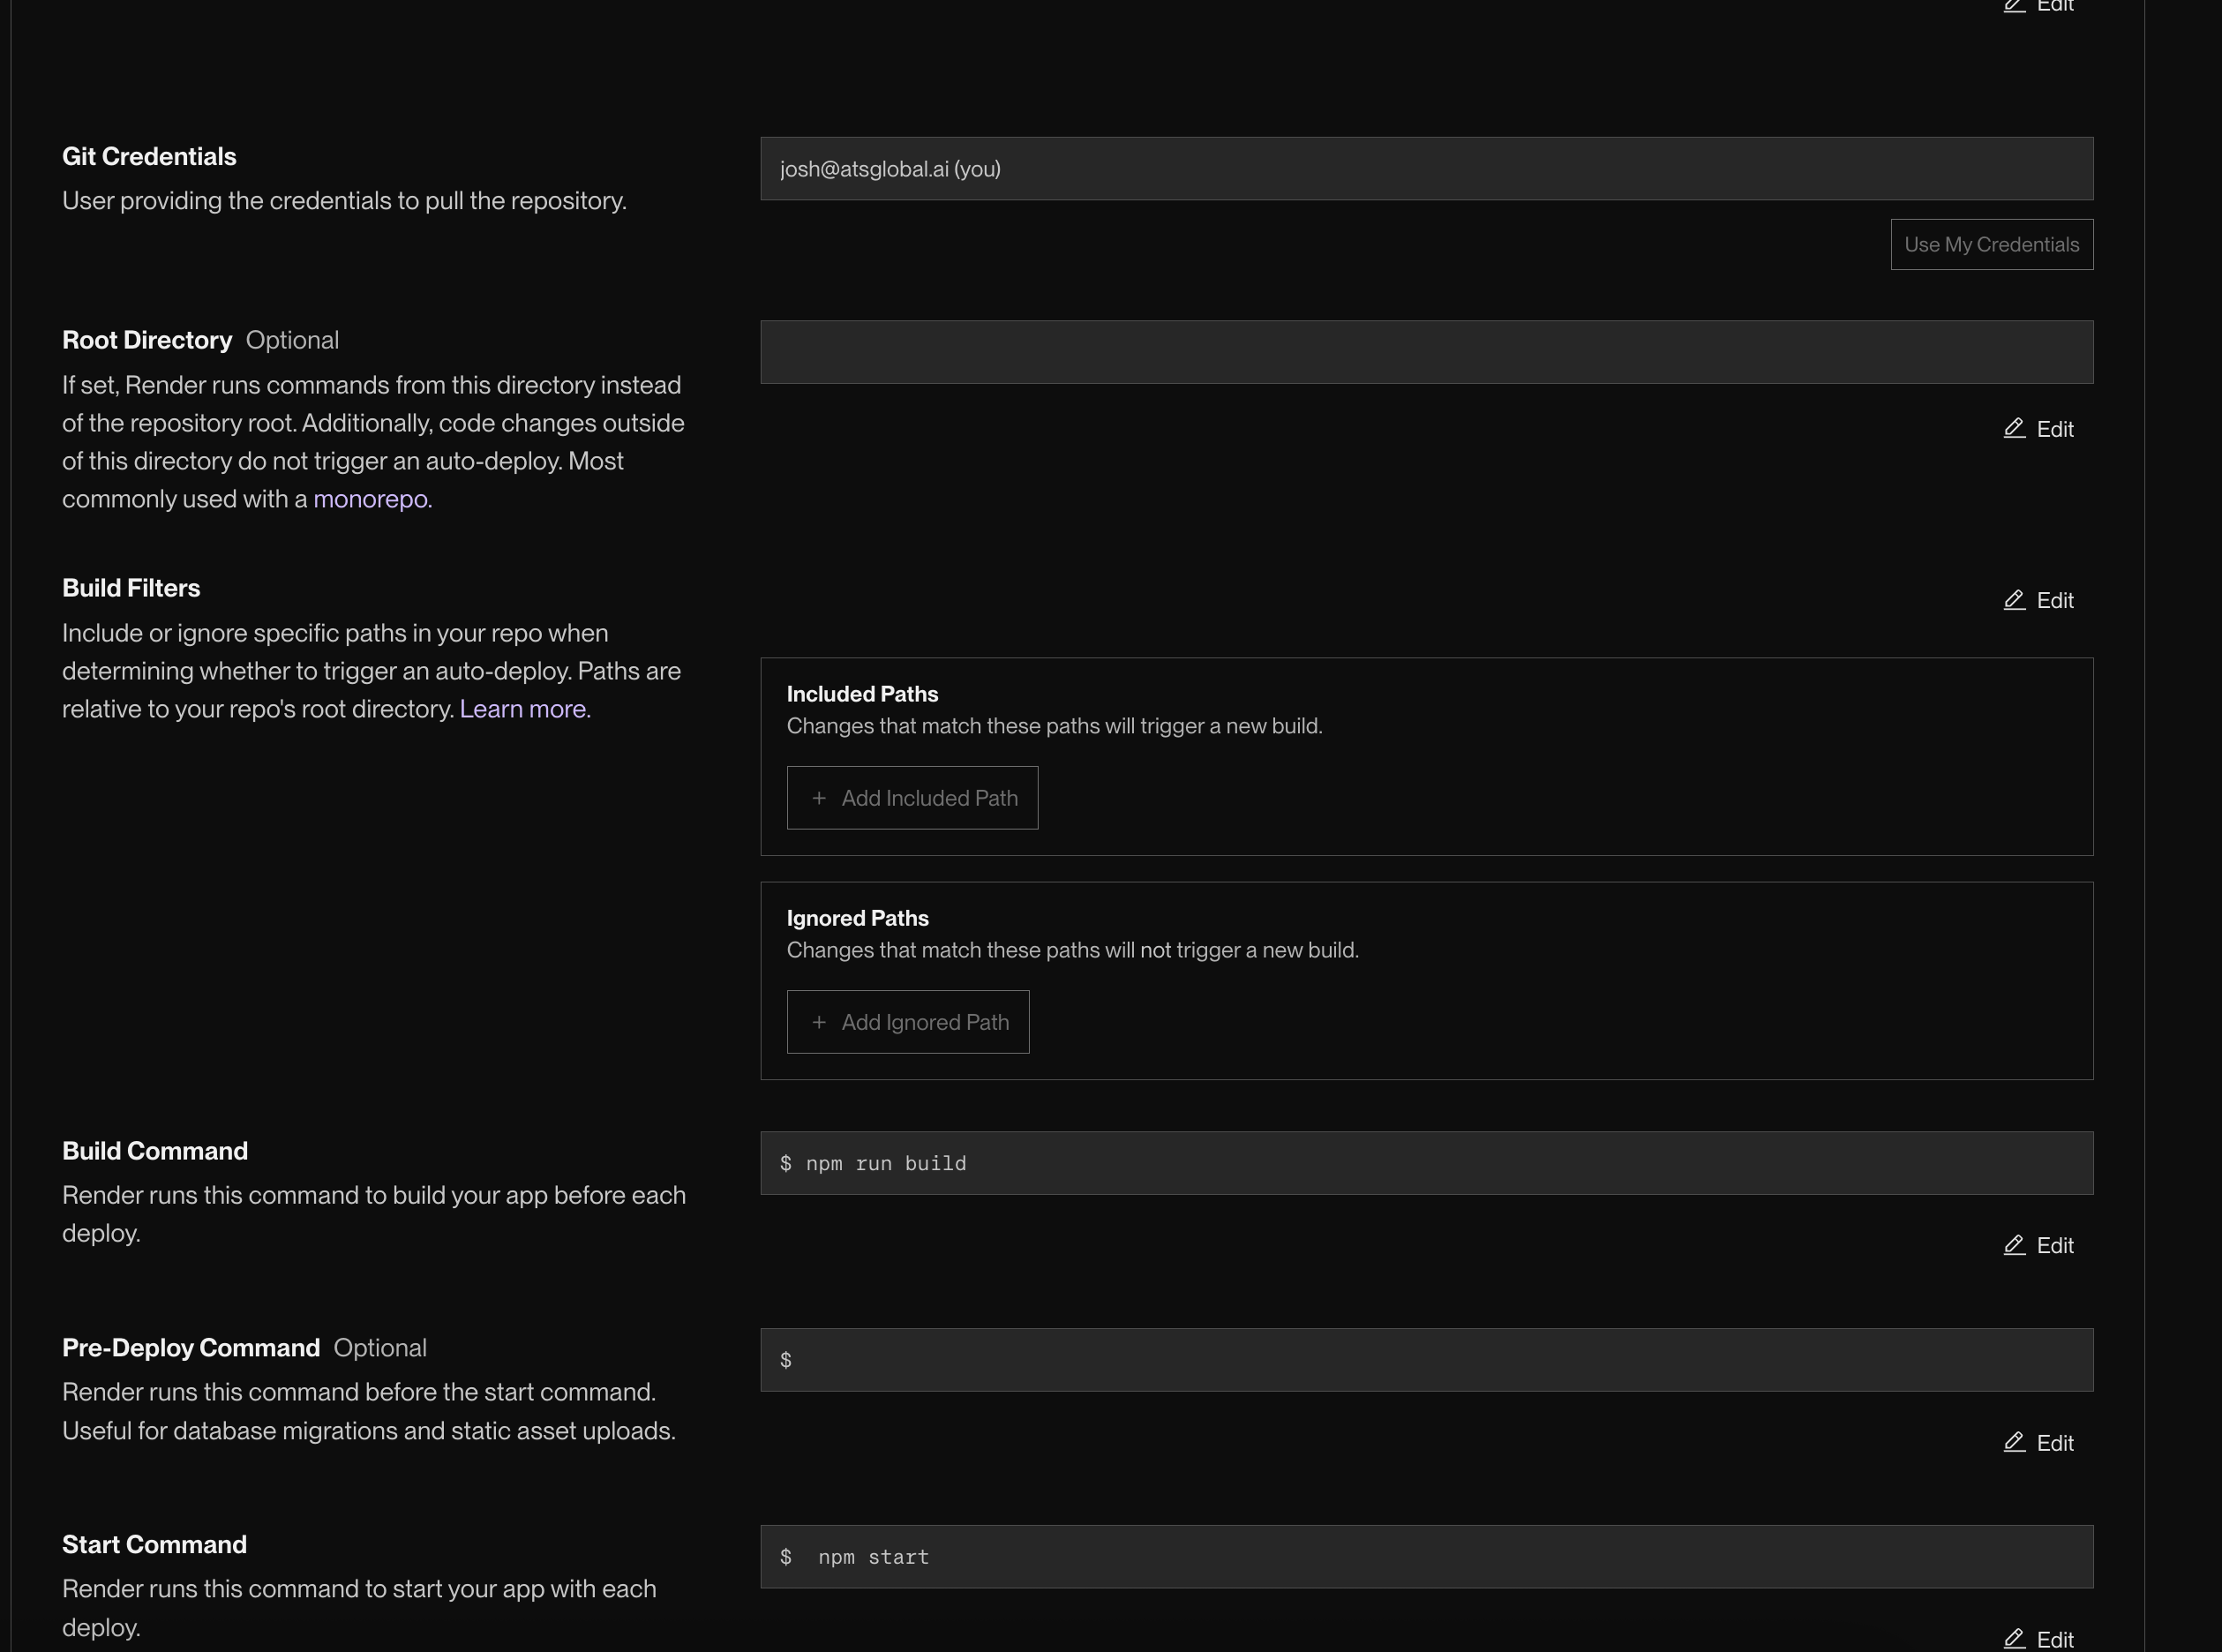 Edit
Git Credentials
User providing the credentials to pull the repository.
josh@atsglobal.ai (you)
Use My Credentials
Root Directory Optional
If set, Render runs commands from this directory instead
of the repository root. Additionally, code changes outside
of this directory do not trigger an auto-deploy. Most
commonly used with a monorepo.
Edit
Build Filters
Include or ignore specific paths in your repo when
determining whether to trigger an auto-deploy. Paths are
relative to your repo's root directory. Learn more.
Edit
Included Paths
Changes that match these paths will trigger a new build.
+ Add Included Path
Ignored Paths
Changes that match these paths will not trigger a new build.
+ Add Ignored Path
Build Command
Render runs this command to build your app before each
deploy.
$ npm run build
Edit
Pre-Deploy Command Optional
Render runs this command before the start command.
Useful for database migrations and static asset uploads.
$
Edit
Start Command
Render runs this command to start your app with each
deploy.
$ npm start
Edit